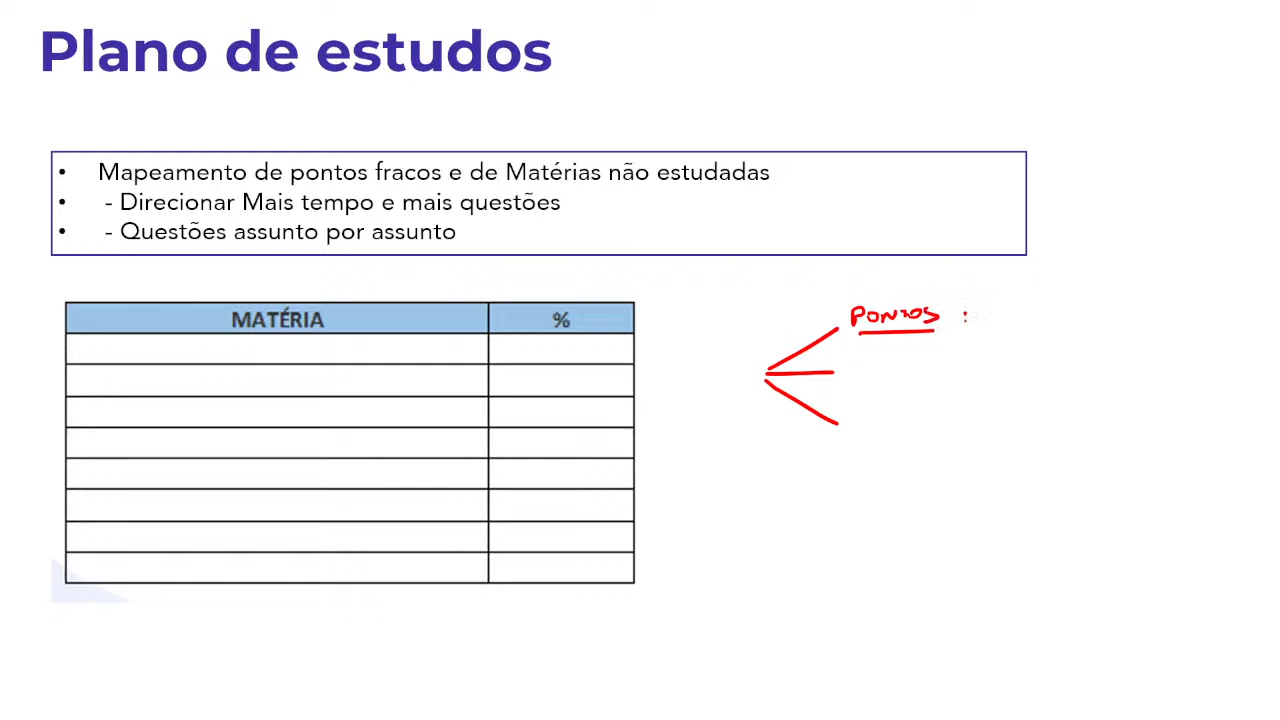 Plano de estudos
• Mapeamento de pontos fracos e de Matérias não estudadas
• - Direcionar Mais tempo e mais questões
• - Questões assunto por assunto
MATÉRIA %
PONTOS